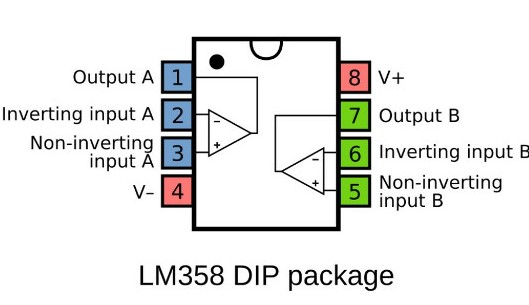 Output A 1
Inverting input A 2
Non-inverting
input A 3
V– 4
8 V+
7 Output B
6 Inverting input B
5 Non-inverting
input B
–
+
–
+
LM358 DIP package